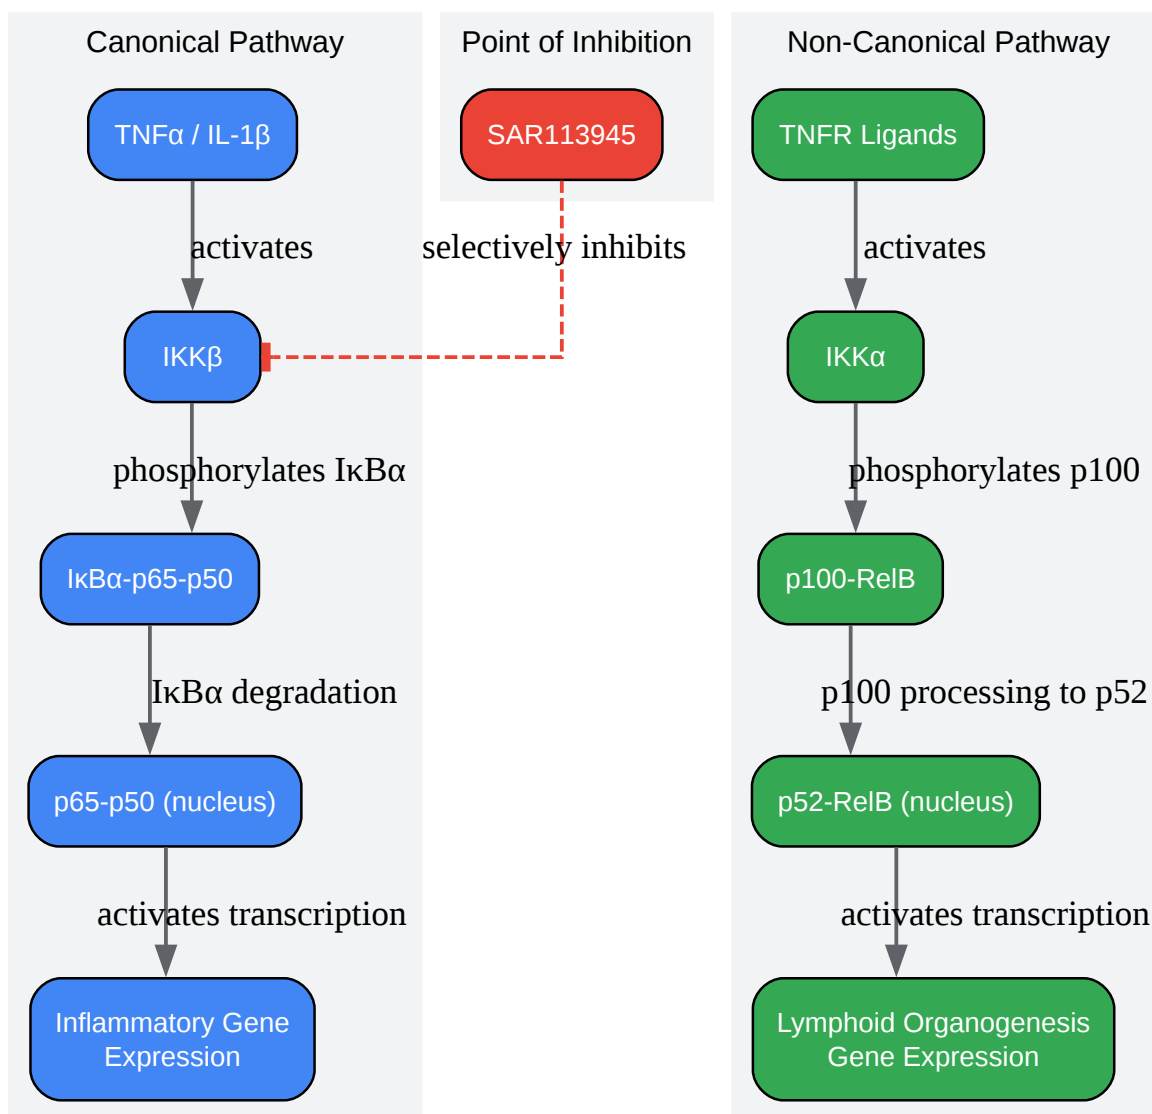 Canonical Pathway
TNFα / IL-1β
activates
IKKβ
phosphorylates IκBα
IκBα-p65-p50
IκBα degradation
p65-p50 (nucleus)
activates transcription
Inflammatory Gene
Expression
Point of Inhibition
SAR113945
selectively inhibits
Non-Canonical Pathway
TNFR Ligands
activates
IKKα
phosphorylates p100
p100-RelB
p100 processing to p52
p52-RelB (nucleus)
activates transcription
Lymphoid Organogenesis
Gene Expression